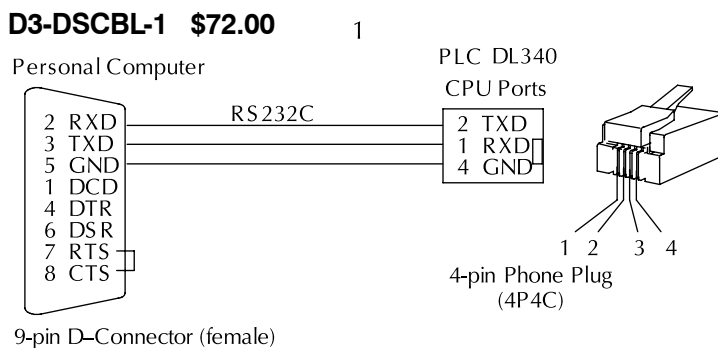 D3-DSCBL-1 $72.00
1
Personal Computer
PLC DL340
CPU Ports
RS232C
2 RXD
3 TXD
5 GND
1 DCD
4 DTR
6 DSR
7 RTS
8 CTS
2 TXD
1 RXD
4 GND
1 2 3 4
4-pin Phone Plug
(4P4C)
9-pin D–Connector (female)